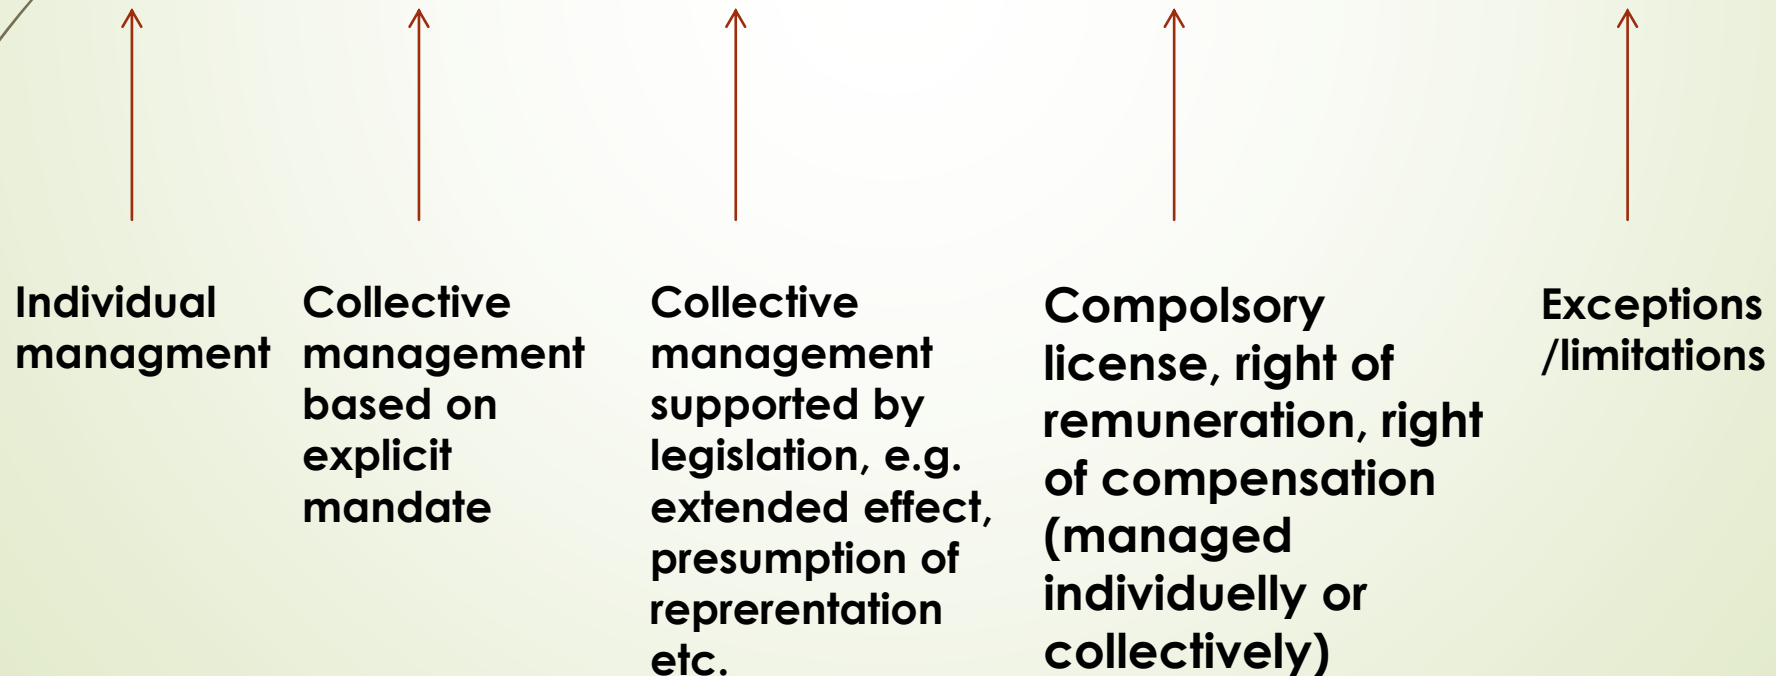 Individual
managment
Collective
management
based on
explicit
mandate
Collective
management
supported by
legislation, e.g.
extended effect,
presumption of
reprerentation
etc.
Compolsory
license, right of
remuneration, right
of compensation
(managed
individuelly or
collectively)
Exceptions
/limitations